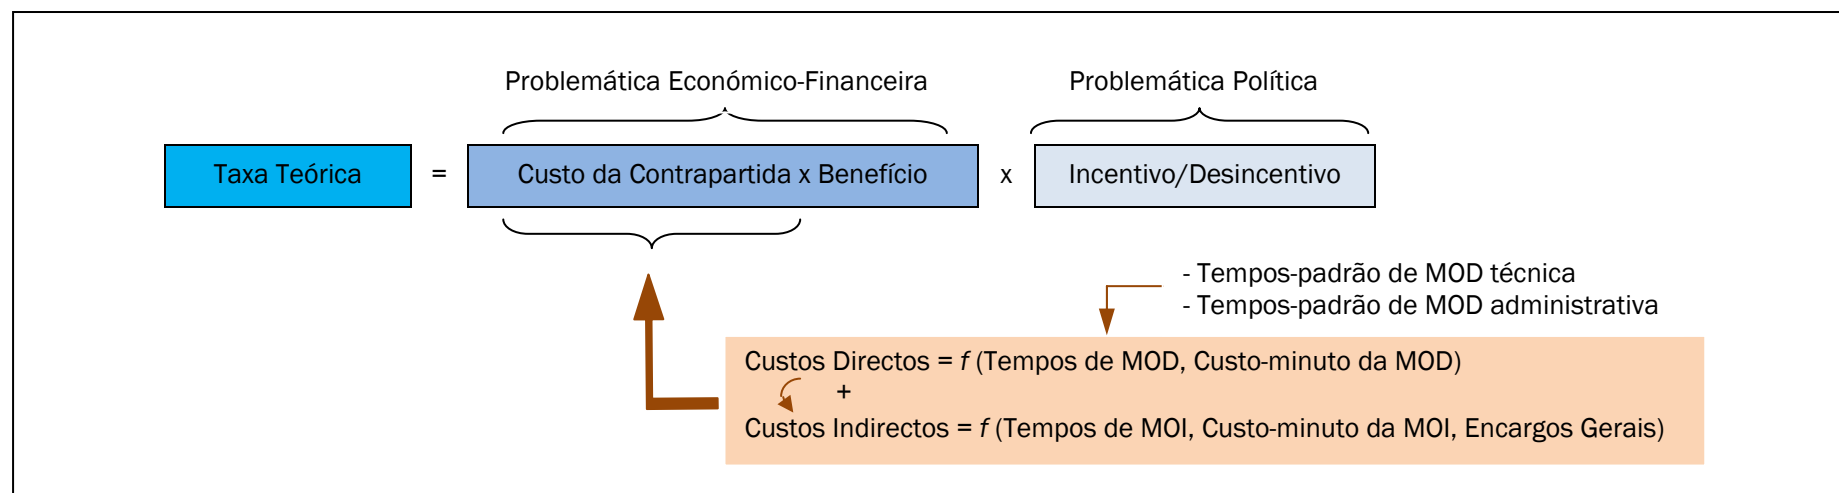 Problemática Económico-Financeira Problemática Política
Taxa Teórica = Custo da Contrapartida x Benefício x Incentivo/Desincentivo
- Tempos-padrão de MOD técnica
- Tempos-padrão de MOD administrativa
Custos Directos = f (Tempos de MOD, Custo-minuto da MOD)
+
Custos Indirectos = f (Tempos de MOI, Custo-minuto da MOI, Encargos Gerais)